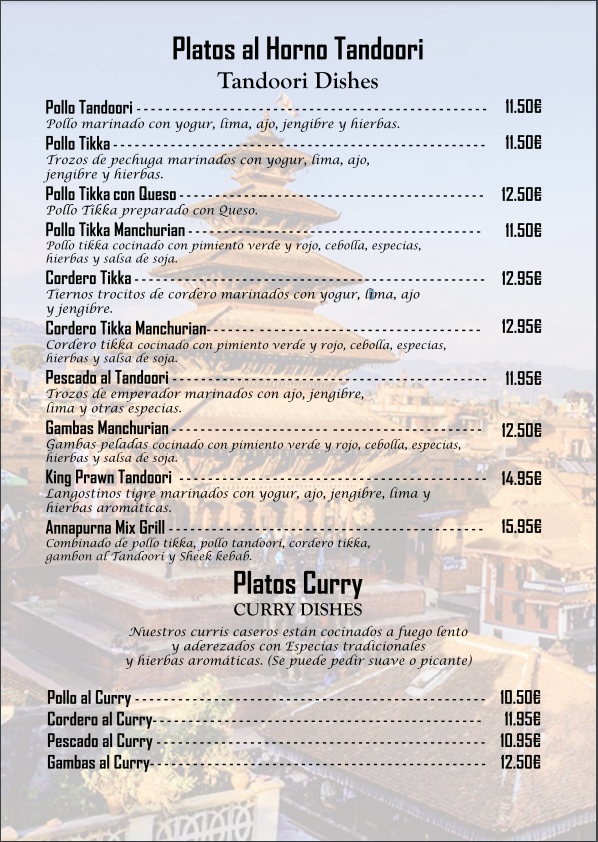 Platos al Horno Tandoori
Tandoori Dishes
Pollo Tandoori - - - - - - - - - - - - - - - - - - - - - - - - - - - - - - - - - - - - - - - - 11.50€
Pollo marinado con yogur, lima, ajo, jengibre y hierbas.
Pollo Tikka - - - - - - - - - - - - - - - - - - - - - - - - - - - - - - - - - - - - - - - - 11.50€
Trozos de pechuga marinados con yogur, lima, ajo,
jengibre y hierbas.
Pollo Tikka con Queso - - - - - - - - - - - - - - - - - - - - - - - - - - - - - - - - - - 12.50€
Pollo Tikka preparado con Queso.
Pollo Tikka Manchurian - - - - - - - - - - - - - - - - - - - - - - - - - - - - - - - - - 11.50€
Pollo tikka cocinado con pimiento verde y rojo, cebolla, especias,
hierbas y salsa de soja.
Cordero Tikka - - - - - - - - - - - - - - - - - - - - - - - - - - - - - - - - - - - - - - - 12.95€
Tiernos trocitos de cordero marinados con yogur, lima, ajo
y jengibre.
Cordero Tikka Manchurian- - - - - - - - - - - - - - - - - - - - - - - - - - - - - - - 12.95€
Cordero tikka cocinado con pimiento verde y rojo, cebolla, especias,
hierbas y salsa de soja.
Pescado al Tandoori - - - - - - - - - - - - - - - - - - - - - - - - - - - - - - - - - - - 11.95€
Trozos de emperador marinados con ajo, jengibre,
lima y otras especias.
Gambas Manchurian - - - - - - - - - - - - - - - - - - - - - - - - - - - - - - - - - - - 12.50€
Gambas peladas cocinado con pimiento verde y rojo, cebolla, especias,
hierbas y salsa de soja.
King Prawn Tandoori - - - - - - - - - - - - - - - - - - - - - - - - - - - - - - - - - - 14.95€
Langostinos tigre marinados con yogur, ajo, jengibre, lima y
hierbas aromáticas.
Annapurna Mix Grill - - - - - - - - - - - - - - - - - - - - - - - - - - - - - - - - - - - 15.95€
Combinado de pollo tikka, pollo tandoori, cordero tikka,
gambon al Tandoori y Sheek kebab.
Platos Curry
CURRY DISHES
Nuestros curris caseros están cocinados a fuego lento
y aderezados con Especias tradicionales
y hierbas aromáticas. (Se puede pedir suave o picante)
Pollo al Curry - - - - - - - - - - - - - - - - - - - - - - - - - - - - - - - - - - - - - - - 10.50€
Cordero al Curry- - - - - - - - - - - - - - - - - - - - - - - - - - - - - - - - - - - - - 11.95€
Pescado al Curry - - - - - - - - - - - - - - - - - - - - - - - - - - - - - - - - - - - - - 10.95€
Gambas al Curry- - - - - - - - - - - - - - - - - - - - - - - - - - - - - - - - - - - - - 12.50€